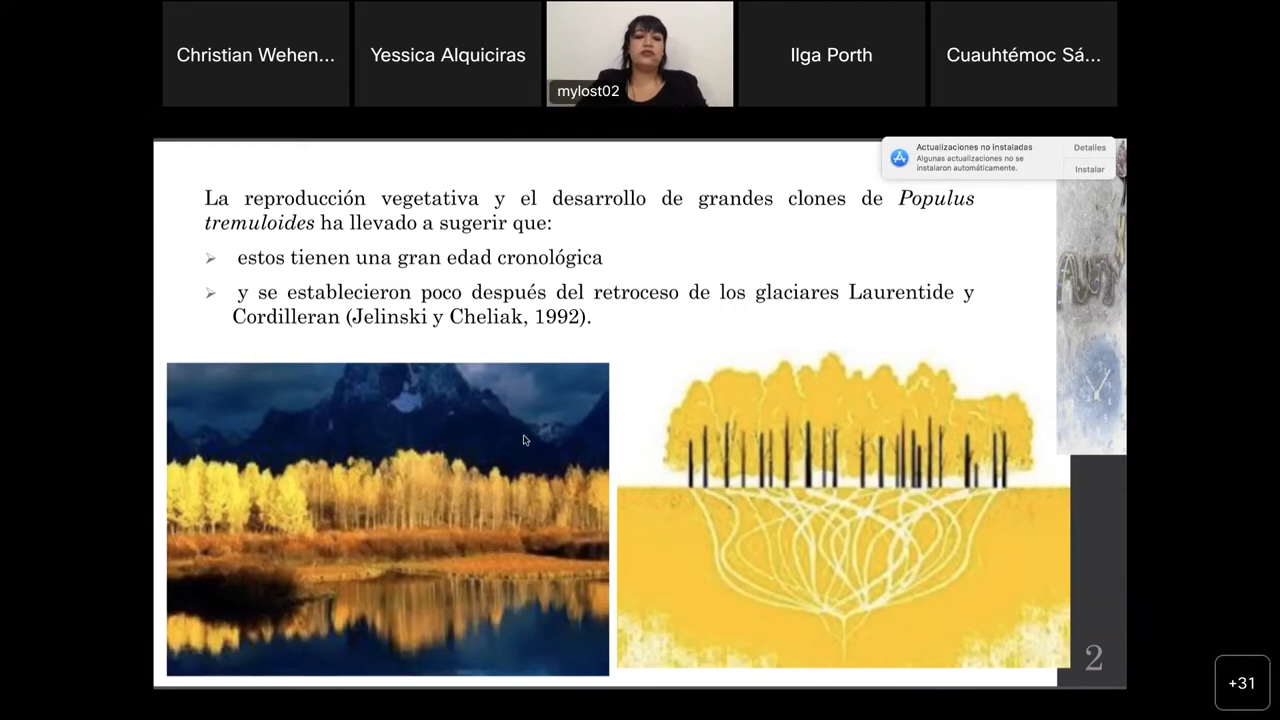 Christian Wehen...
Yessica Alquiciras
mylost02
Ilga Porth
Cuauhtémoc Sá...
Actualizaciones no instaladas
Algunas actualizaciones no se
instalaron automáticamente.
Detalles
Instalar
La reproducción vegetativa y el desarrollo de grandes clones de Populus
tremuloides ha llevado a sugerir que:
➢ estos tienen una gran edad cronológica
➢ y se establecieron poco después del retroceso de los glaciares Laurentide y
Cordilleran (Jelinski y Cheliak, 1992).
2
+31